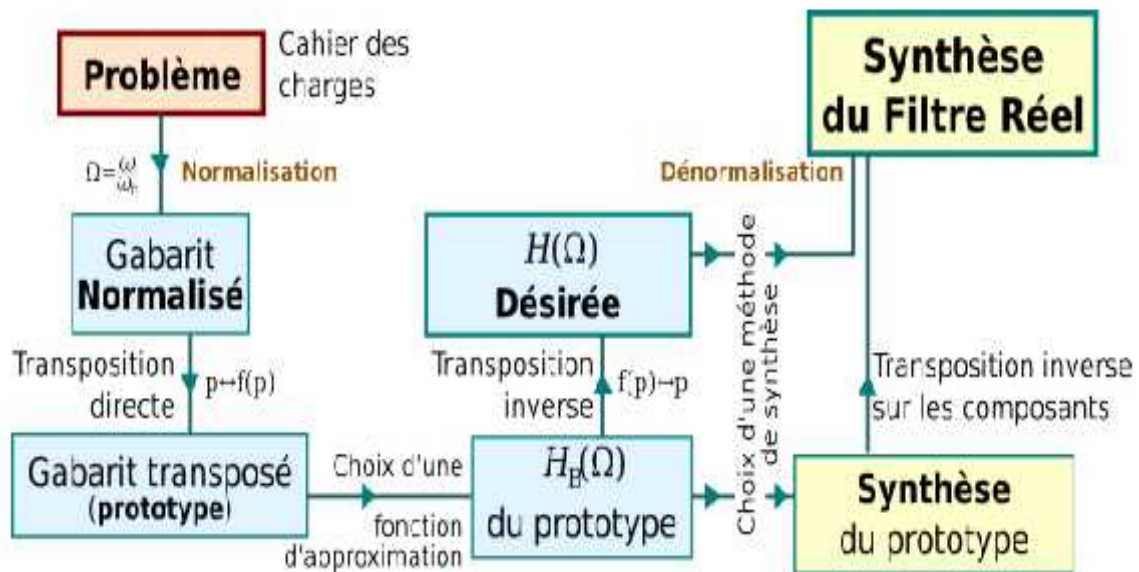 Problème
Cahier des
charges
Ω=ω/ωₙ
Normalisation
Gabarit
Normalisé
Transposition
directe
p↔f(p)
Gabarit transposé
(prototype)
Choix d'une
fonction
d'approximation
H_B(Ω)
du prototype
Transposition
inverse
f(p)↔p
H(Ω)
Désirée
Choix d'une méthode
de synthèse
Dénormalisation
Synthèse
du Filtre Réel
Transposition inverse
sur les composants
Synthèse
du prototype